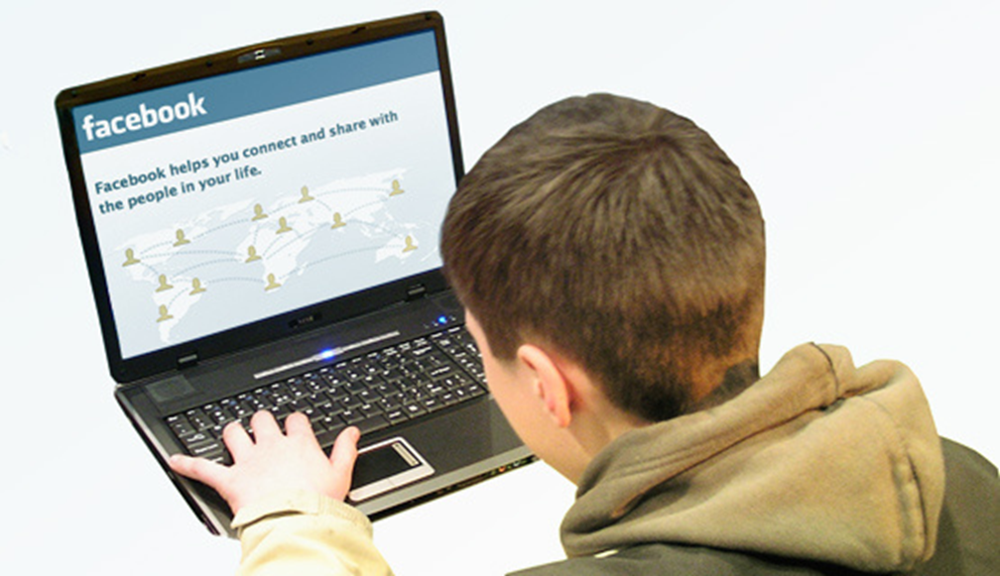 facebook
Facebook helps you connect and share with
the people in your life.